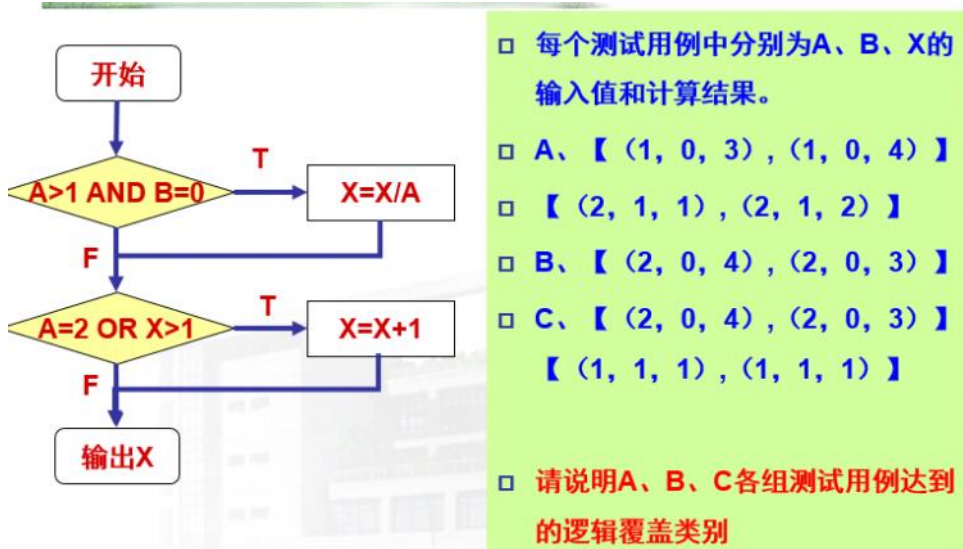 开始
A>1 AND B=0
T
X=X/A
F
A=2 OR X>1
T
X=X+1
F
输出X
每个测试用例中分别为A、B、X的
输入值和计算结果。
A、【（1，0，3）,（1，0，4）】
【（2，1，1）,（2，1，2）】
B、【（2，0，4）,（2，0，3）】
C、【（2，0，4）,（2，0，3）】
【（1，1，1）,（1，1，1）】
请说明A、B、C各组测试用例达到
的逻辑覆盖类别